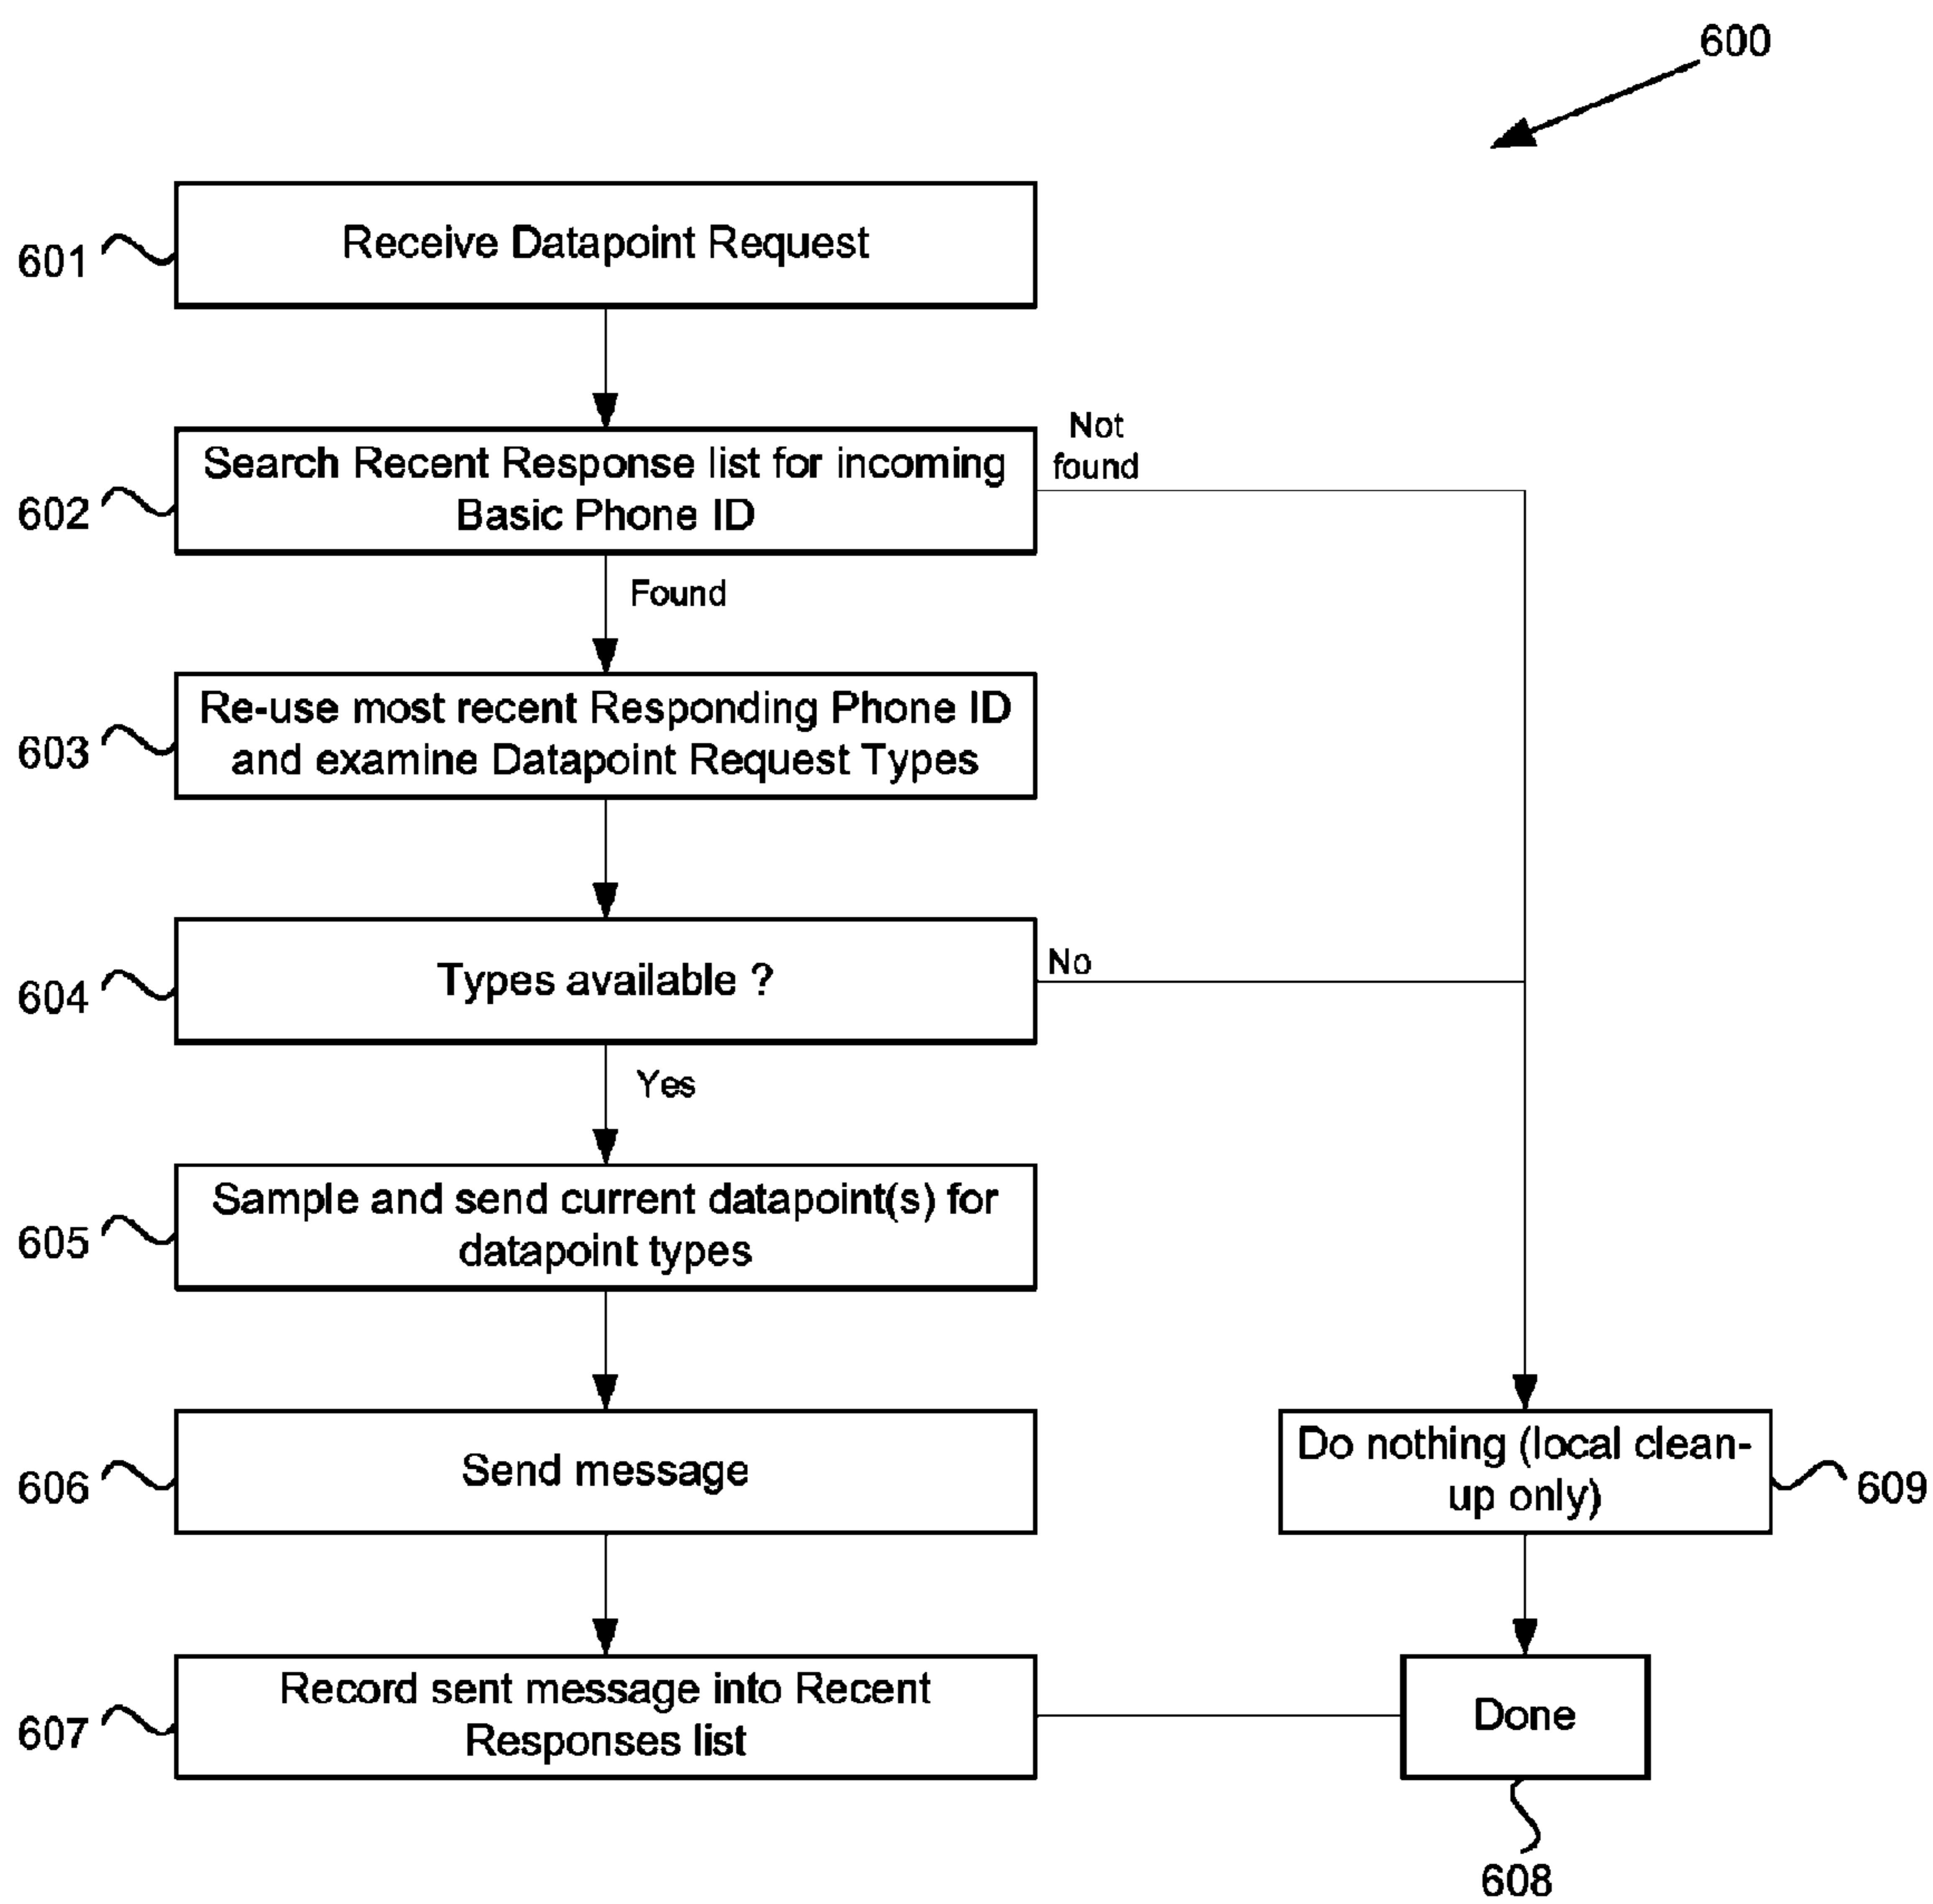 600
Receive Datapoint Request
601
Not
found
Search Recent Response list for incoming
Basic Phone ID
602
Found
Re-use most recent Responding Phone ID
and examine Datapoint Request Types
603
Types available ?
No
604
Yes
Sample and send current datapoint(s) for
datapoint types
605
Send message
606
Do nothing (local clean-
up only)
609
Record sent message into Recent
Responses list
607
Done
608